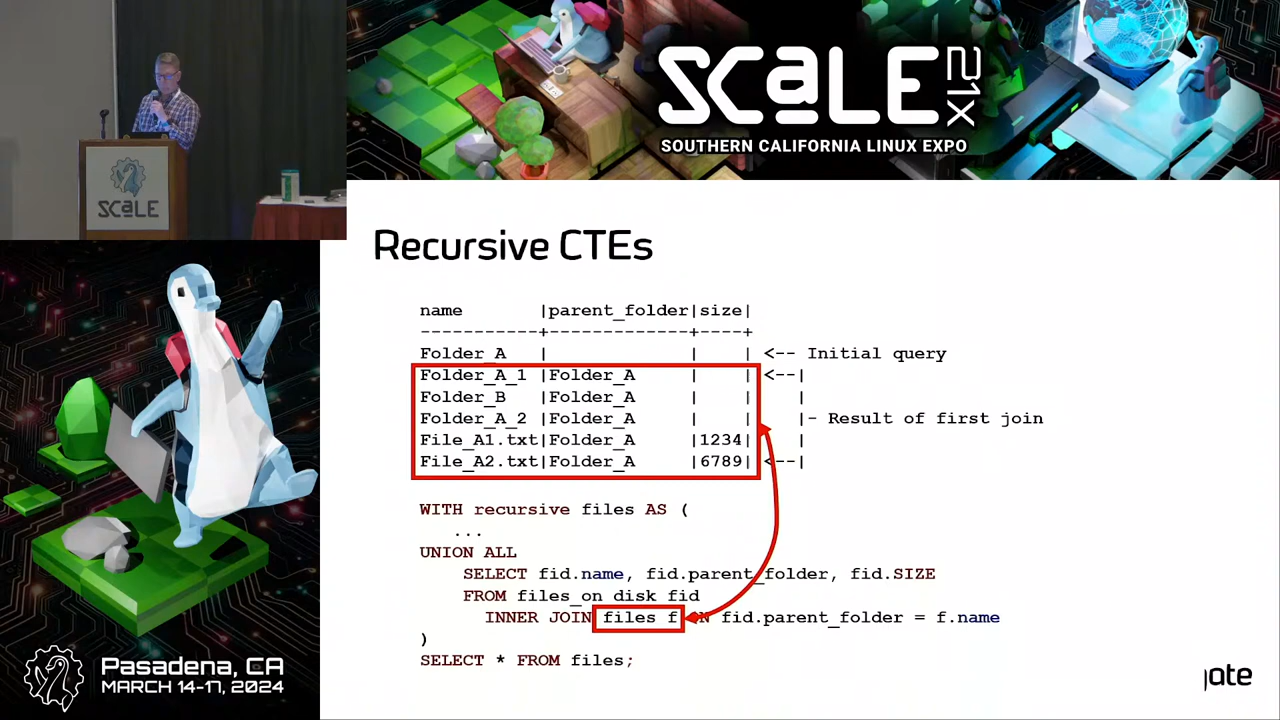 SCaLE 21X
SOUTHERN CALIFORNIA LINUX EXPO
SCaLE
Recursive CTEs
name       |parent_folder|size|
-----------+-------------+----+
Folder_A   |             |    | <-- Initial query
Folder_A_1 |Folder_A     |    | <--|
Folder_B   |Folder_A     |    |    |
Folder_A_2 |Folder_A     |    |    |- Result of first join
File_A1.txt|Folder_A     |1234|    |
File_A2.txt|Folder_A     |6789| <--|
WITH recursive files AS (
...
UNION ALL
SELECT fid.name, fid.parent_folder, fid.SIZE
FROM files_on_disk fid
INNER JOIN files f ON fid.parent_folder = f.name
)
SELECT * FROM files;
Pasadena, CA
MARCH 14-17, 2024